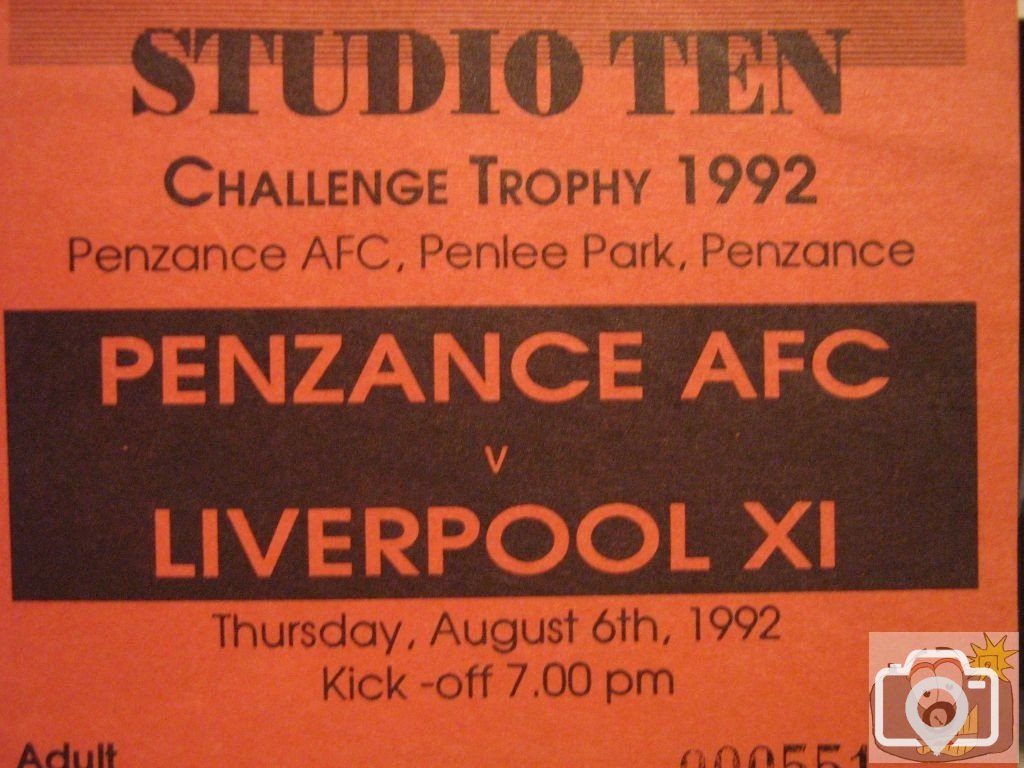 STUDIO TEN
CHALLENGE TROPHY 1992
Penzance AFC, Penlee Park, Penzance
PENZANCE AFC
v
LIVERPOOL XI
Thursday, August 6th, 1992
Kick -off 7.00 pm
Adult 000551